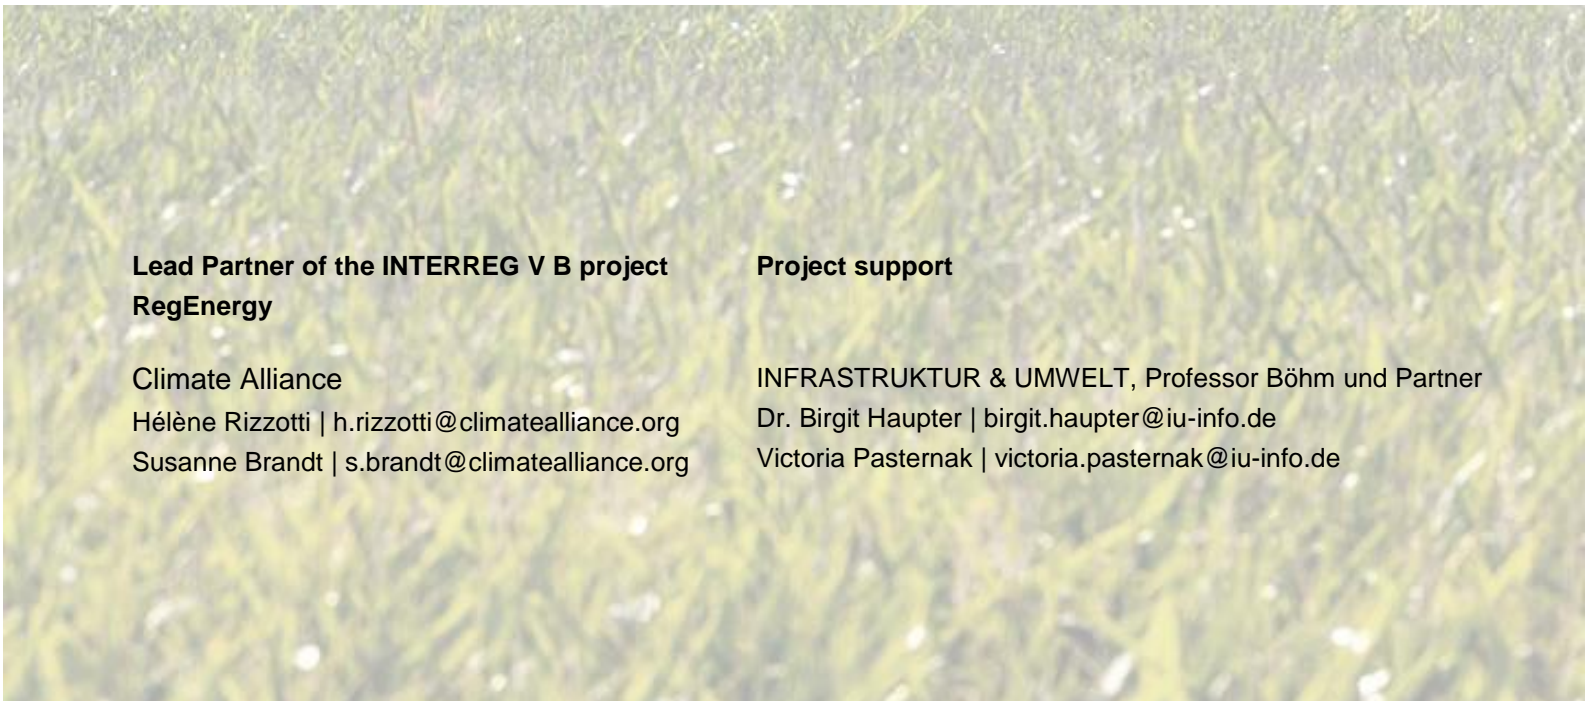 Lead Partner of the INTERREG V B project
RegEnergy
Climate Alliance
Hélène Rizzotti | h.rizzotti@climatealliance.org
Susanne Brandt | s.brandt@climatealliance.org
Project support
INFRASTRUKTUR & UMWELT, Professor Böhm und Partner
Dr. Birgit Haupter | birgit.haupter@iu-info.de
Victoria Pasternak | victoria.pasternak@iu-info.de